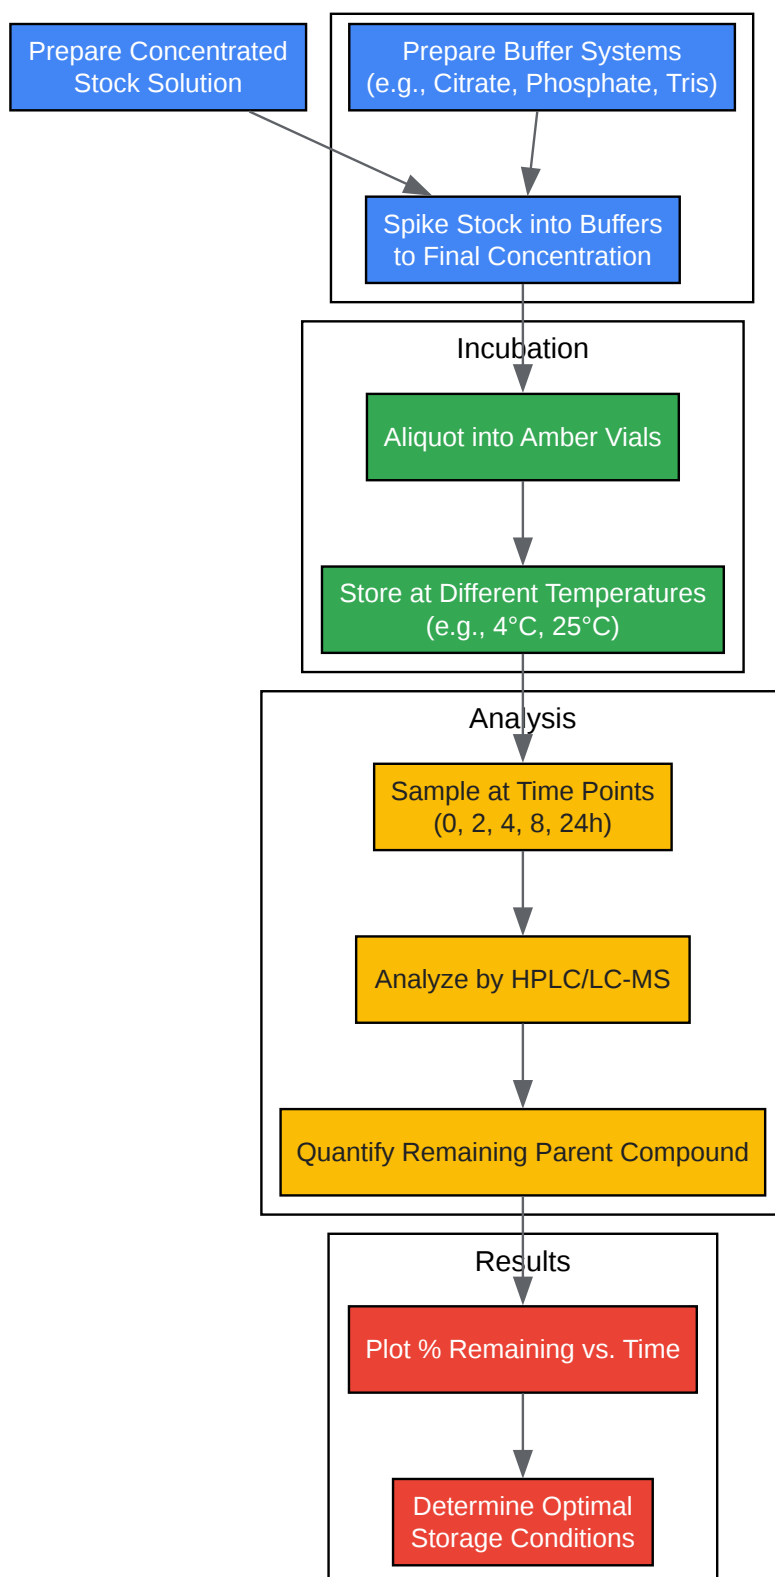 Prepare Concentrated
Stock Solution
Prepare Buffer Systems
(e.g., Citrate, Phosphate, Tris)
Spike Stock into Buffers
to Final Concentration
Incubation
Aliquot into Amber Vials
Store at Different Temperatures
(e.g., 4°C, 25°C)
Analysis
Sample at Time Points
(0, 2, 4, 8, 24h)
Analyze by HPLC/LC-MS
Quantify Remaining Parent Compound
Results
Plot % Remaining vs. Time
Determine Optimal
Storage Conditions